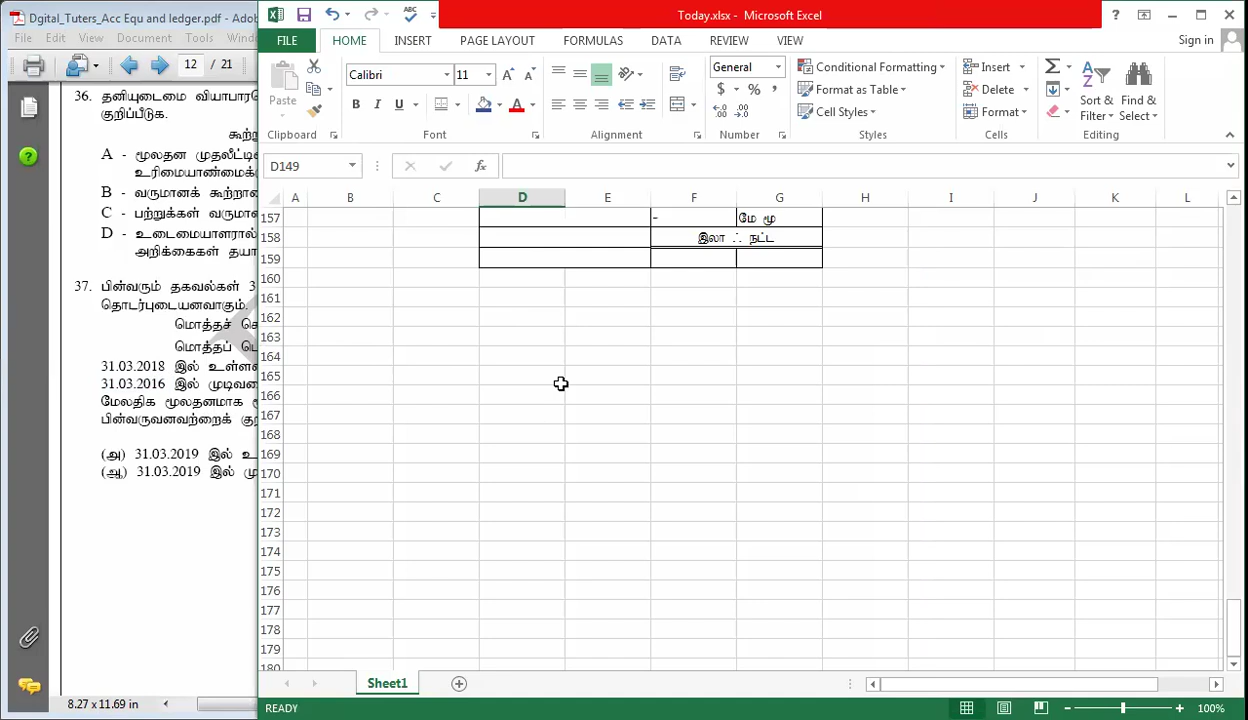 Dgital_Tuters_Acc Equ and ledger.pdf - Adob
File Edit View Document Tools Wind
12 / 21
36. தனியுடைமை வியாபார
குறிப்பீடுக.
கூற்ற
A - மூலதன முதலீட்டி
உரிமையாண்மைக்
B - வருமானக் கூற்றா
C - பற்றுக்கள் வருமா
D - உடைமையாளரால்
அறிக்கைகள் தயா
37. பின்வரும் தகவல்கள் 3
தொடர்புடையனவாகும்.
மொத்தச் சொ
மொத்தப் பொ
31.03.2018 இல் உள்ள
31.03.2016 இல் முடிவ
மேலதிக மூலதனமாக
பின்வருவனவற்றைக் கு
(அ) 31.03.2019 இல் உ
(ஆ) 31.03.2019 இல் மு
8.27 x 11.69 in
Today.xlsx - Microsoft Excel
Sign in
FILE HOME INSERT PAGE LAYOUT FORMULAS DATA REVIEW VIEW
Paste
Calibri 11
B I U
General
$ % ,
Conditional Formatting
Format as Table
Cell Styles
Insert
Delete
Format
Sort & Filter
Find & Select
Clipboard Font Alignment Number Styles Cells Editing
D149 fx
A B C D E F G H I J K L
157 - மே மூ
158 இலா ∴ நட்ட
159
160
161
162
163
164
165
166
167
168
169
170
171
172
173
174
175
176
177
178
179
180
Sheet1
READY 100%